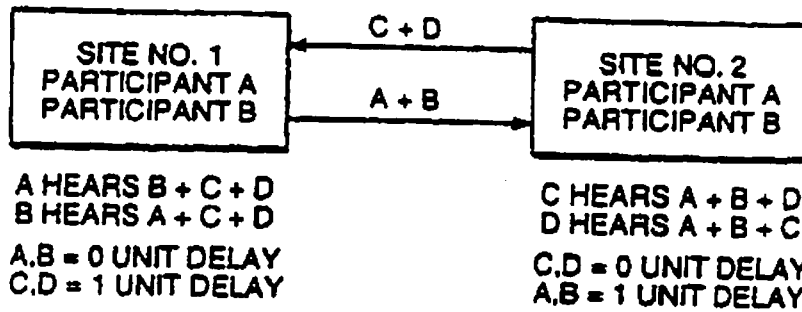 C + D
SITE NO. 1
PARTICIPANT A
PARTICIPANT B
A + B
SITE NO. 2
PARTICIPANT A
PARTICIPANT B
A HEARS B + C + D
B HEARS A + C + D
A,B = 0 UNIT DELAY
C,D = 1 UNIT DELAY
C HEARS A + B + D
D HEARS A + B + C
C,D = 0 UNIT DELAY
A,B = 1 UNIT DELAY